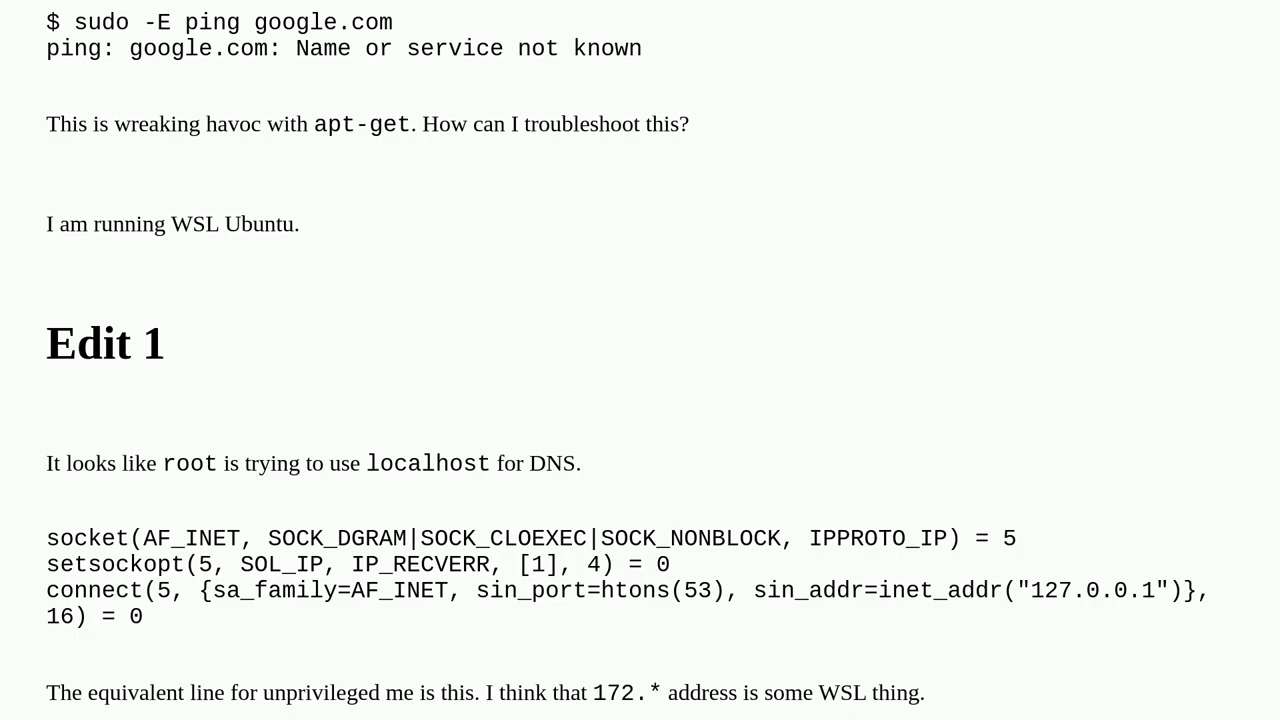 $ sudo -E ping google.com
ping: google.com: Name or service not known
This is wreaking havoc with apt-get. How can I troubleshoot this?
I am running WSL Ubuntu.
Edit 1
It looks like root is trying to use localhost for DNS.
socket(AF_INET, SOCK_DGRAM|SOCK_CLOEXEC|SOCK_NONBLOCK, IPPROTO_IP) = 5
setsockopt(5, SOL_IP, IP_RECVERR, [1], 4) = 0
connect(5, {sa_family=AF_INET, sin_port=htons(53), sin_addr=inet_addr("127.0.0.1")},
16) = 0
The equivalent line for unprivileged me is this. I think that 172.* address is some WSL thing.